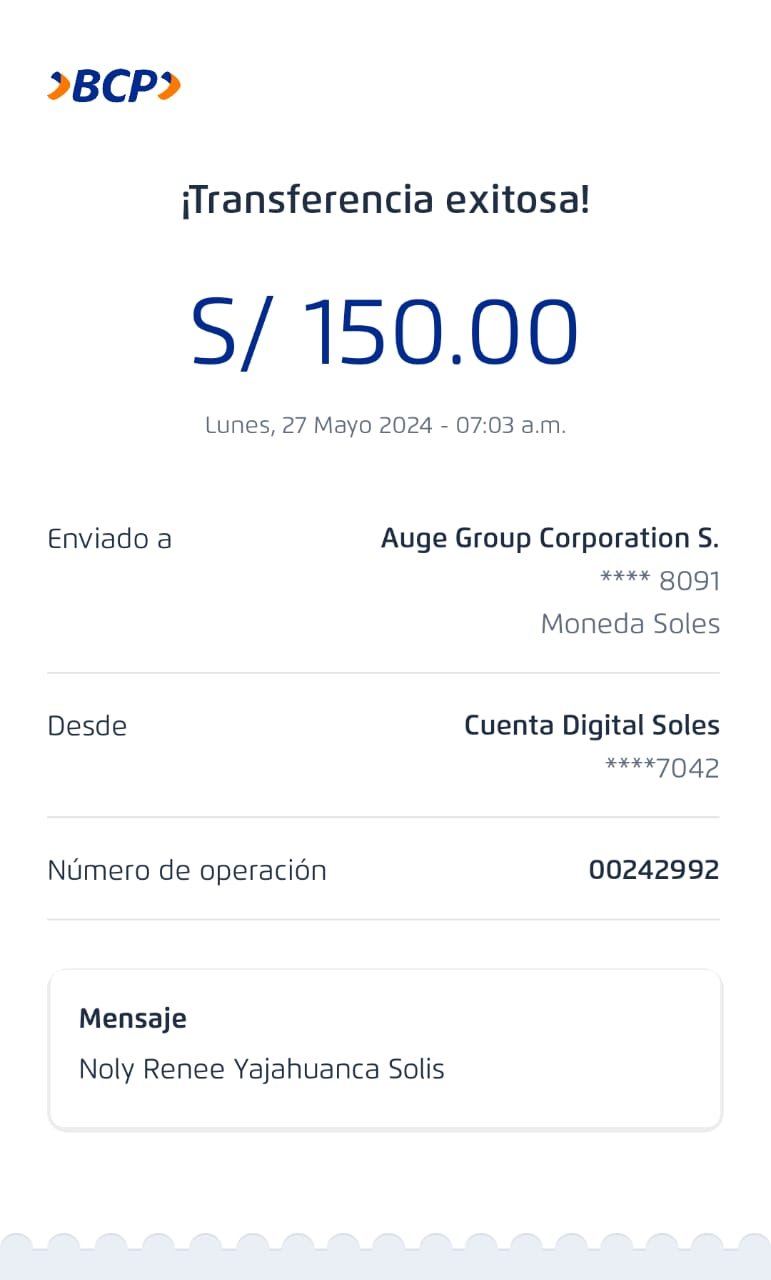 BCP
¡Transferencia exitosa!
S/ 150.00
Lunes, 27 Mayo 2024 - 07:03 a.m.
Enviado a
Auge Group Corporation S.
**** 8091
Moneda Soles
Desde
Cuenta Digital Soles
****7042
Número de operación
00242992
Mensaje
Noly Renee Yajahuanca Solis